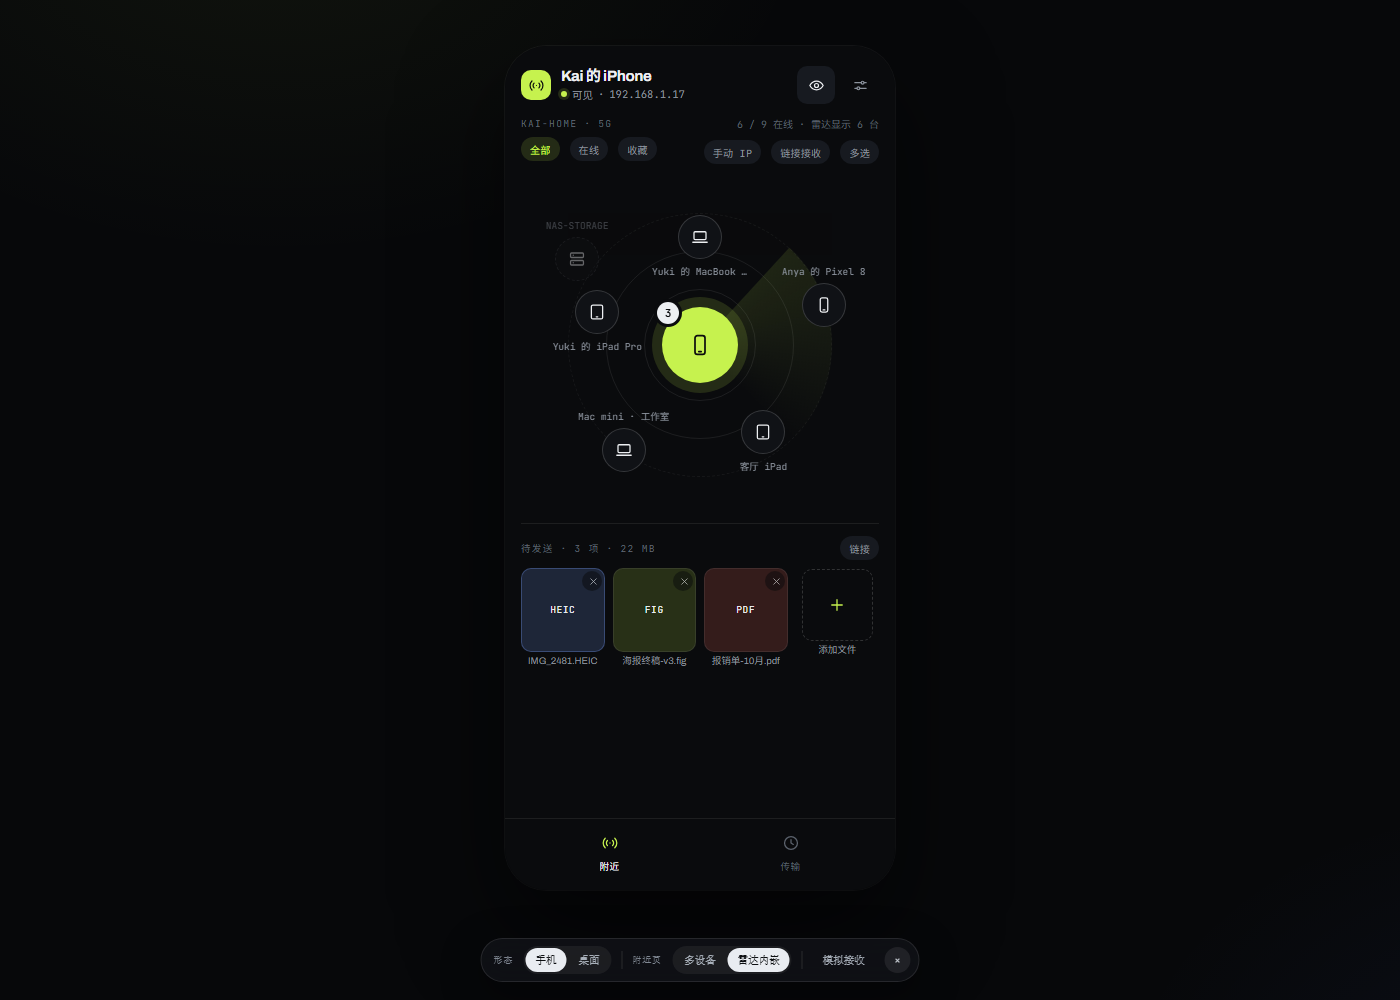 Kai 的 iPhone
可见 · 192.168.1.17
KAI-HOME · 5G
6 / 9 在线 · 雷达显示 6 台
全部 在线 收藏
手动 IP 链接接收 多选
NAS-STORAGE
Yuki 的 MacBook …
Anya 的 Pixel 8
3
Yuki 的 iPad Pro
Mac mini · 工作室
客厅 iPad
待发送 · 3 项 · 22 MB
链接
HEIC
FIG
PDF
IMG_2481.HEIC
海报终稿-v3.fig
报销单-10月.pdf
添加文件
附近
传输
形态 手机 桌面 附近页 多设备 雷达内嵌 模拟接收 ×